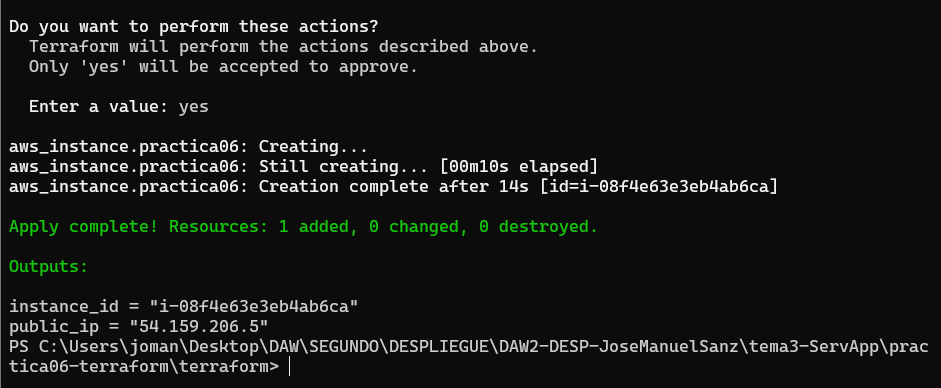 Do you want to perform these actions?
Terraform will perform the actions described above.
Only 'yes' will be accepted to approve.
Enter a value: yes
aws_instance.practica06: Creating...
aws_instance.practica06: Still creating... [00m10s elapsed]
aws_instance.practica06: Creation complete after 14s [id=i-08f4e63e3eb4ab6ca]
Apply complete! Resources: 1 added, 0 changed, 0 destroyed.
Outputs:
instance_id = "i-08f4e63e3eb4ab6ca"
public_ip = "54.159.206.5"
PS C:\Users\joman\Desktop\DAW\SEGUNDO\DESPLIEGUE\DAW2-DESP-JoseManuelSanz\tema3-ServApp\prac
tica06-terraform\terraform>